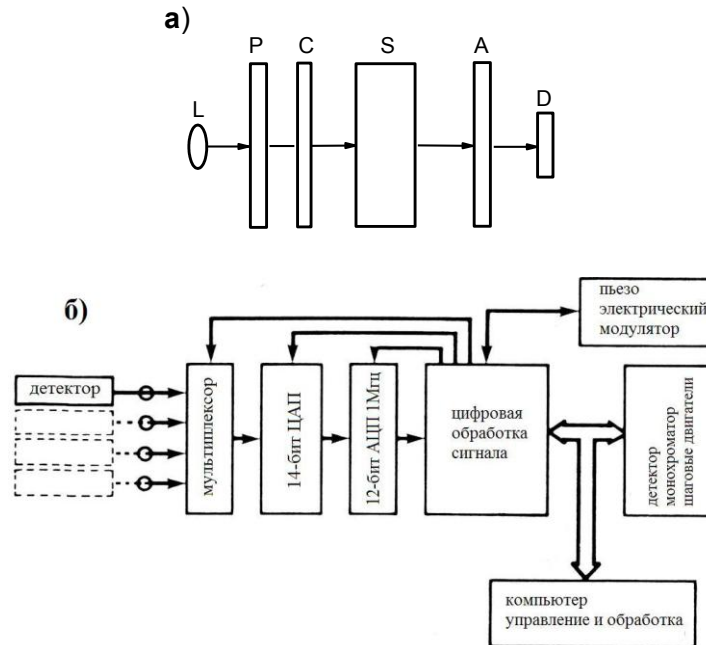 а)
P C S A
L D
б)
пьезо
электрический
модулятор
детектор
мультиплексор
14-бит ЦАП
12-бит АЦП 1Мгц
цифровая
обработка
сигнала
детектор
монохроматор
шаговые двигатели
компьютер
управление и обработка